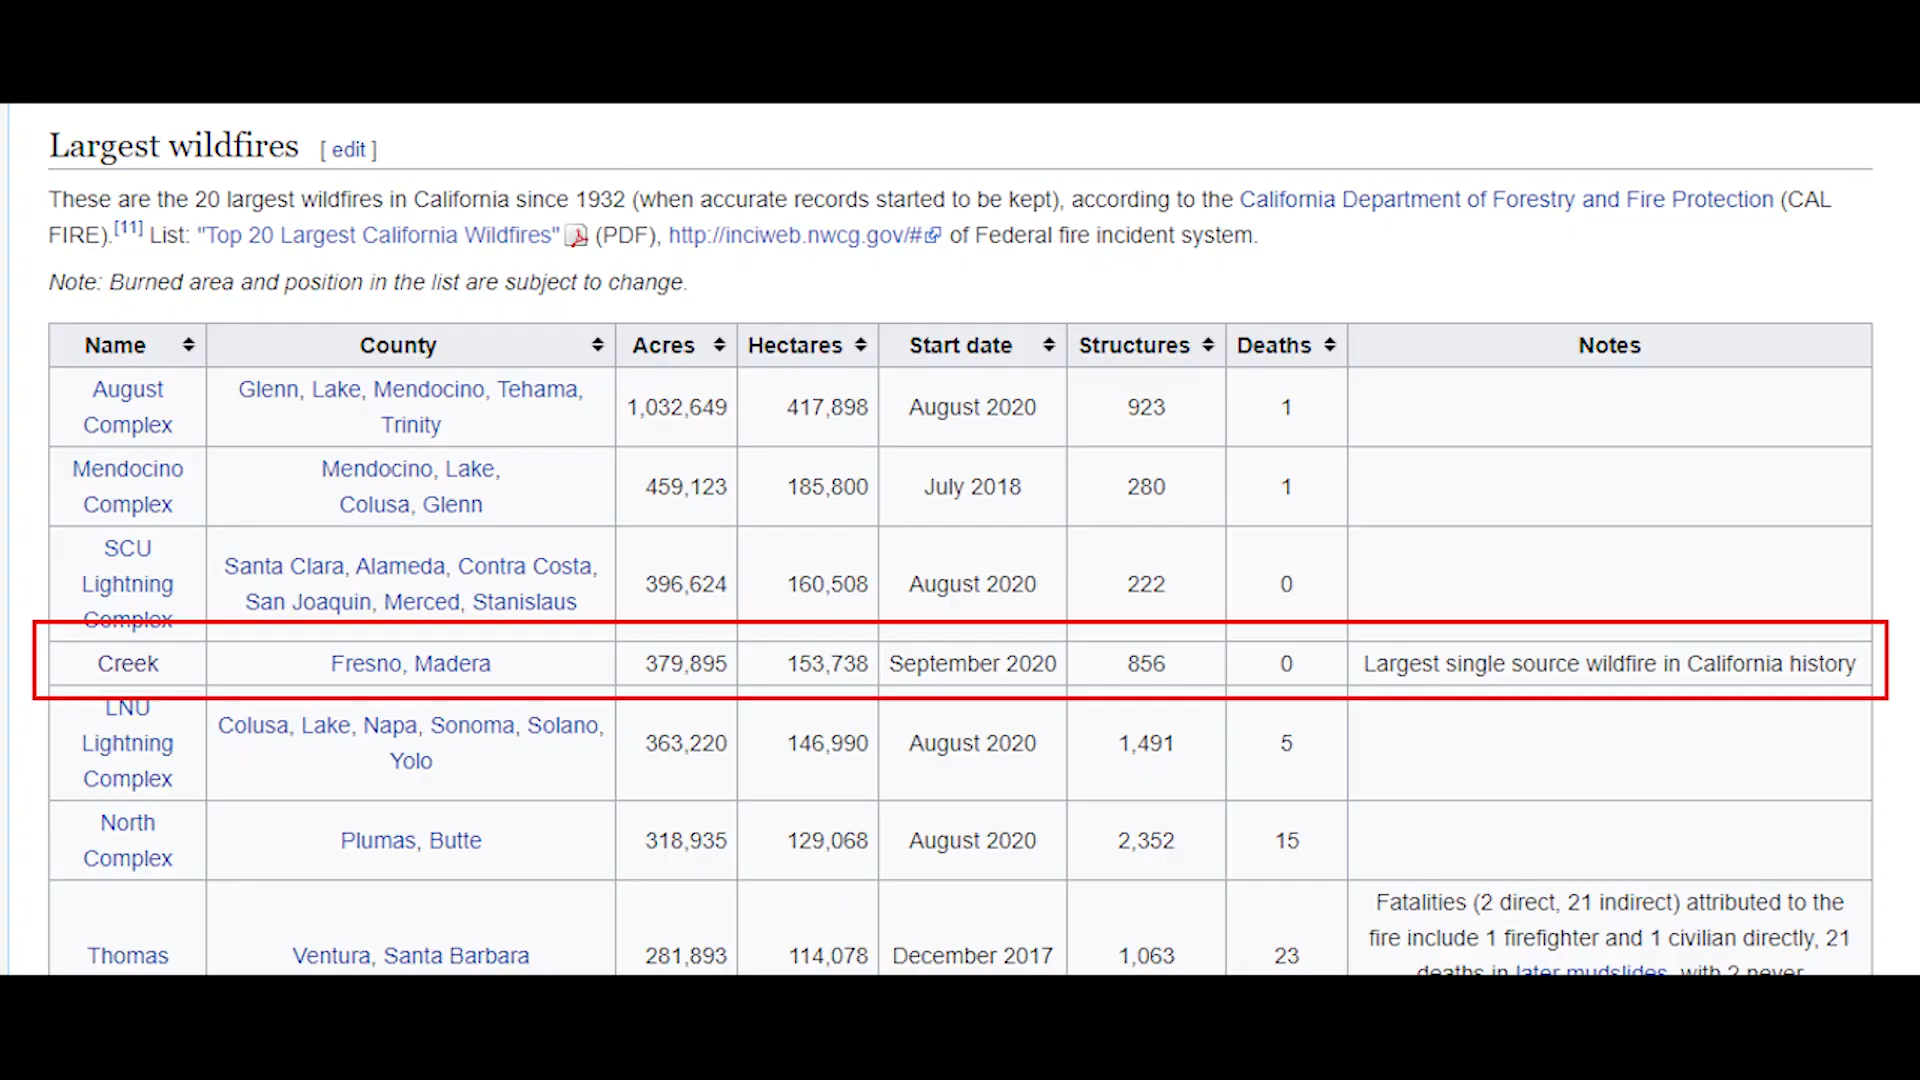 Largest wildfires [ edit ]
These are the 20 largest wildfires in California since 1932 (when accurate records started to be kept), according to the California Department of Forestry and Fire Protection (CAL
FIRE).[11] List: "Top 20 Largest California Wildfires" (PDF), http://inciweb.nwcg.gov/# of Federal fire incident system.
Note: Burned area and position in the list are subject to change.
Name County Acres Hectares Start date Structures Deaths Notes
August
Complex
Glenn, Lake, Mendocino, Tehama,
Trinity
1,032,649 417,898 August 2020 923 1
Mendocino
Complex
Mendocino, Lake,
Colusa, Glenn
459,123 185,800 July 2018 280 1
SCU
Lightning
Complex
Santa Clara, Alameda, Contra Costa,
San Joaquin, Merced, Stanislaus
396,624 160,508 August 2020 222 0
Creek Fresno, Madera 379,895 153,738 September 2020 856 0 Largest single source wildfire in California history
LNU
Lightning
Complex
Colusa, Lake, Napa, Sonoma, Solano,
Yolo
363,220 146,990 August 2020 1,491 5
North
Complex
Plumas, Butte 318,935 129,068 August 2020 2,352 15
Thomas Ventura, Santa Barbara 281,893 114,078 December 2017 1,063 23
Fatalities (2 direct, 21 indirect) attributed to the
fire include 1 firefighter and 1 civilian directly, 21
deaths in later mudslides, with 2 never